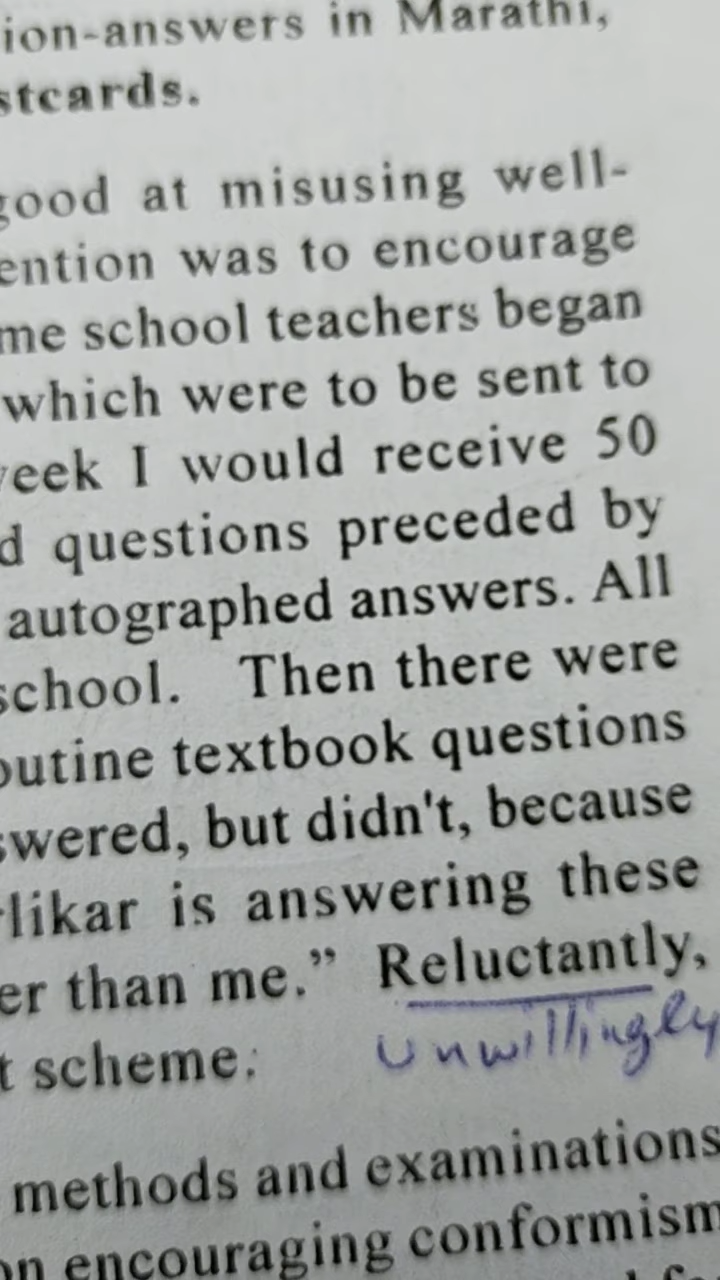 ion-answers in Marathi,
stcards.
good at misusing well-
ention was to encourage
me school teachers began
which were to be sent to
eek I would receive 50
d questions preceded by
autographed answers. All
school. Then there were
outine textbook questions
swered, but didn't, because
likar is answering these
er than me.” Reluctantly,
t scheme.
unwillingly
methods and examinations
on encouraging conformism